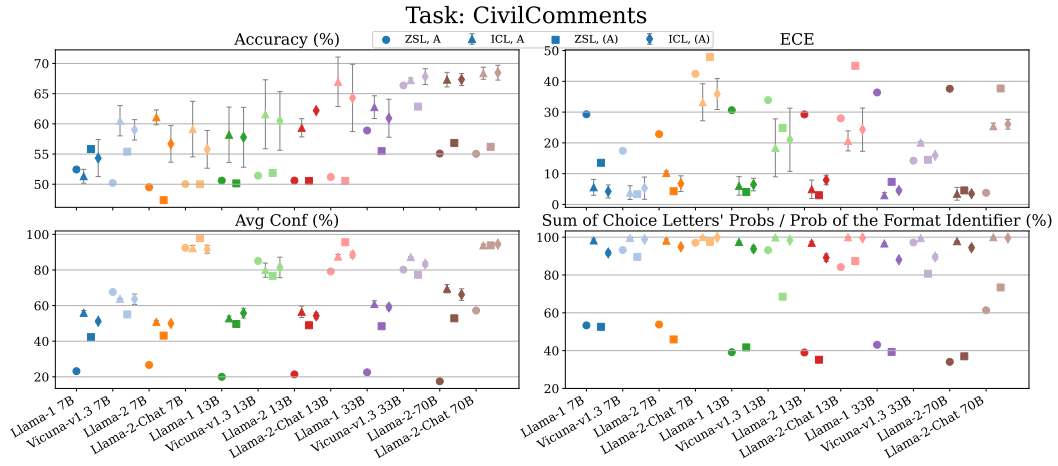 Task: CivilComments
ZSL, A
ICL, A
ZSL, (A)
ICL, (A)
Accuracy (%)
70
65
60
55
50
ECE
50
40
30
20
10
0
Avg Conf (%)
100
80
60
40
20
Sum of Choice Letters' Probs / Prob of the Format Identifier (%)
100
80
60
40
20
Llama-1 7B
Vicuna-v1.3 7B
Llama-2 7B
Llama-2-Chat 7B
Llama-1 13B
Vicuna-v1.3 13B
Llama-2 13B
Llama-2-Chat 13B
Llama-1 33B
Vicuna-v1.3 33B
Llama-2-70B
Llama-2-Chat 70B
Llama-1 7B
Vicuna-v1.3 7B
Llama-2 7B
Llama-2-Chat 7B
Llama-1 13B
Vicuna-v1.3 13B
Llama-2 13B
Llama-2-Chat 13B
Llama-1 33B
Vicuna-v1.3 33B
Llama-2-70B
Llama-2-Chat 70B